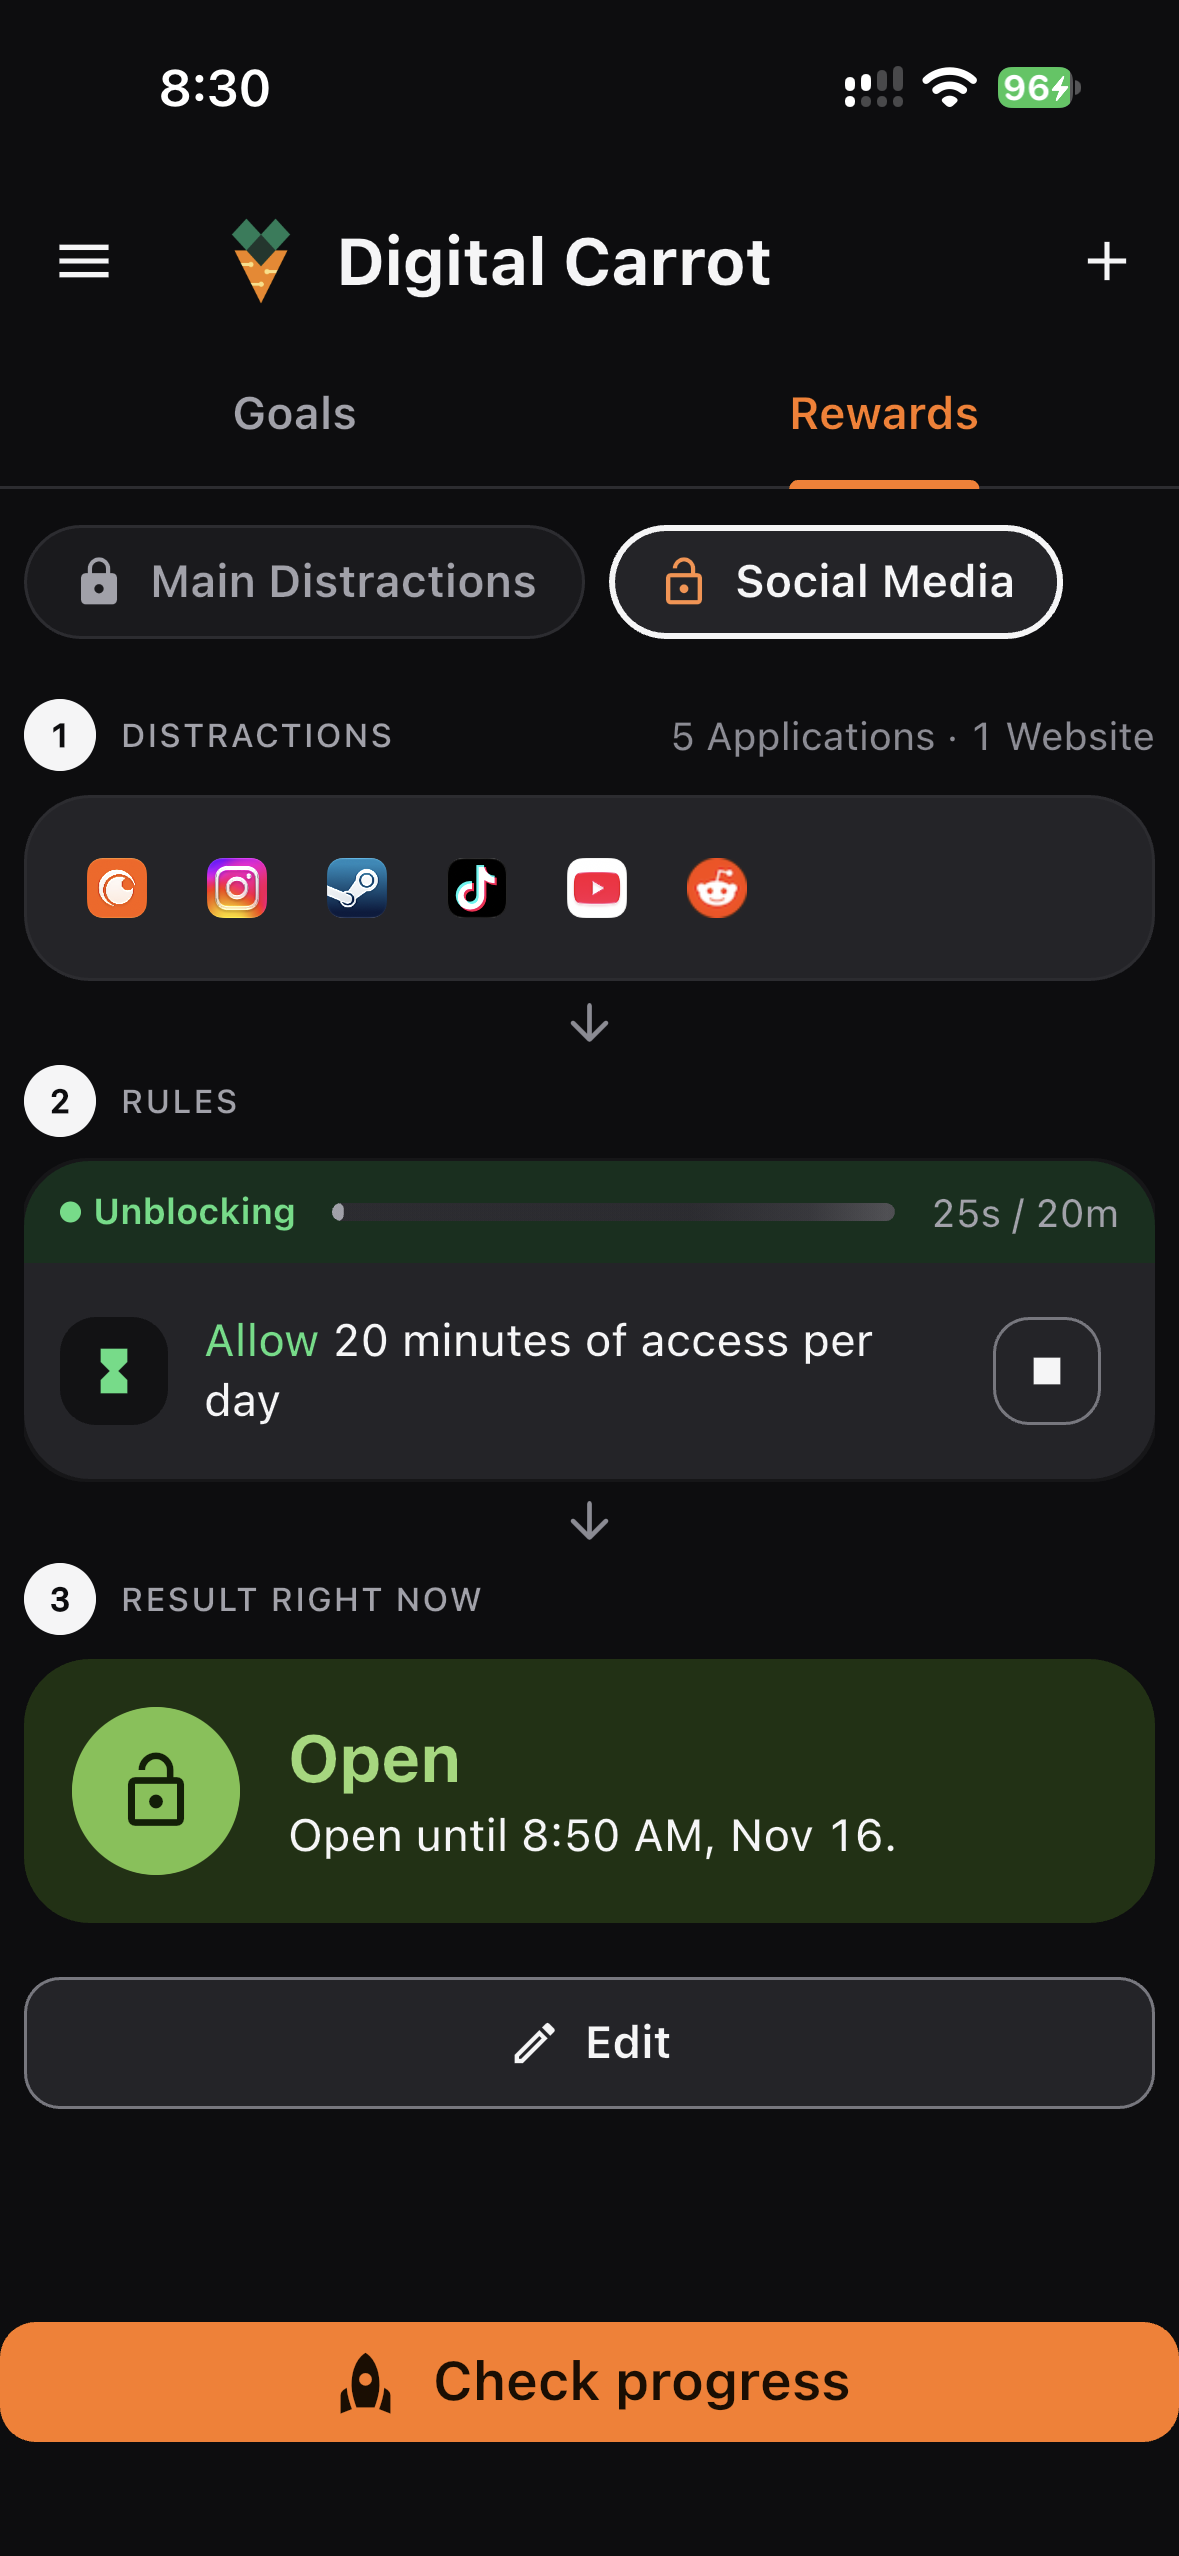 8:30
96
Digital Carrot
Goals
Rewards
Main Distractions
Social Media
1
DISTRACTIONS
5 Applications · 1 Website
2
RULES
Unblocking
25s / 20m
Allow 20 minutes of access per
day
3
RESULT RIGHT NOW
Open
Open until 8:50 AM, Nov 16.
Edit
Check progress